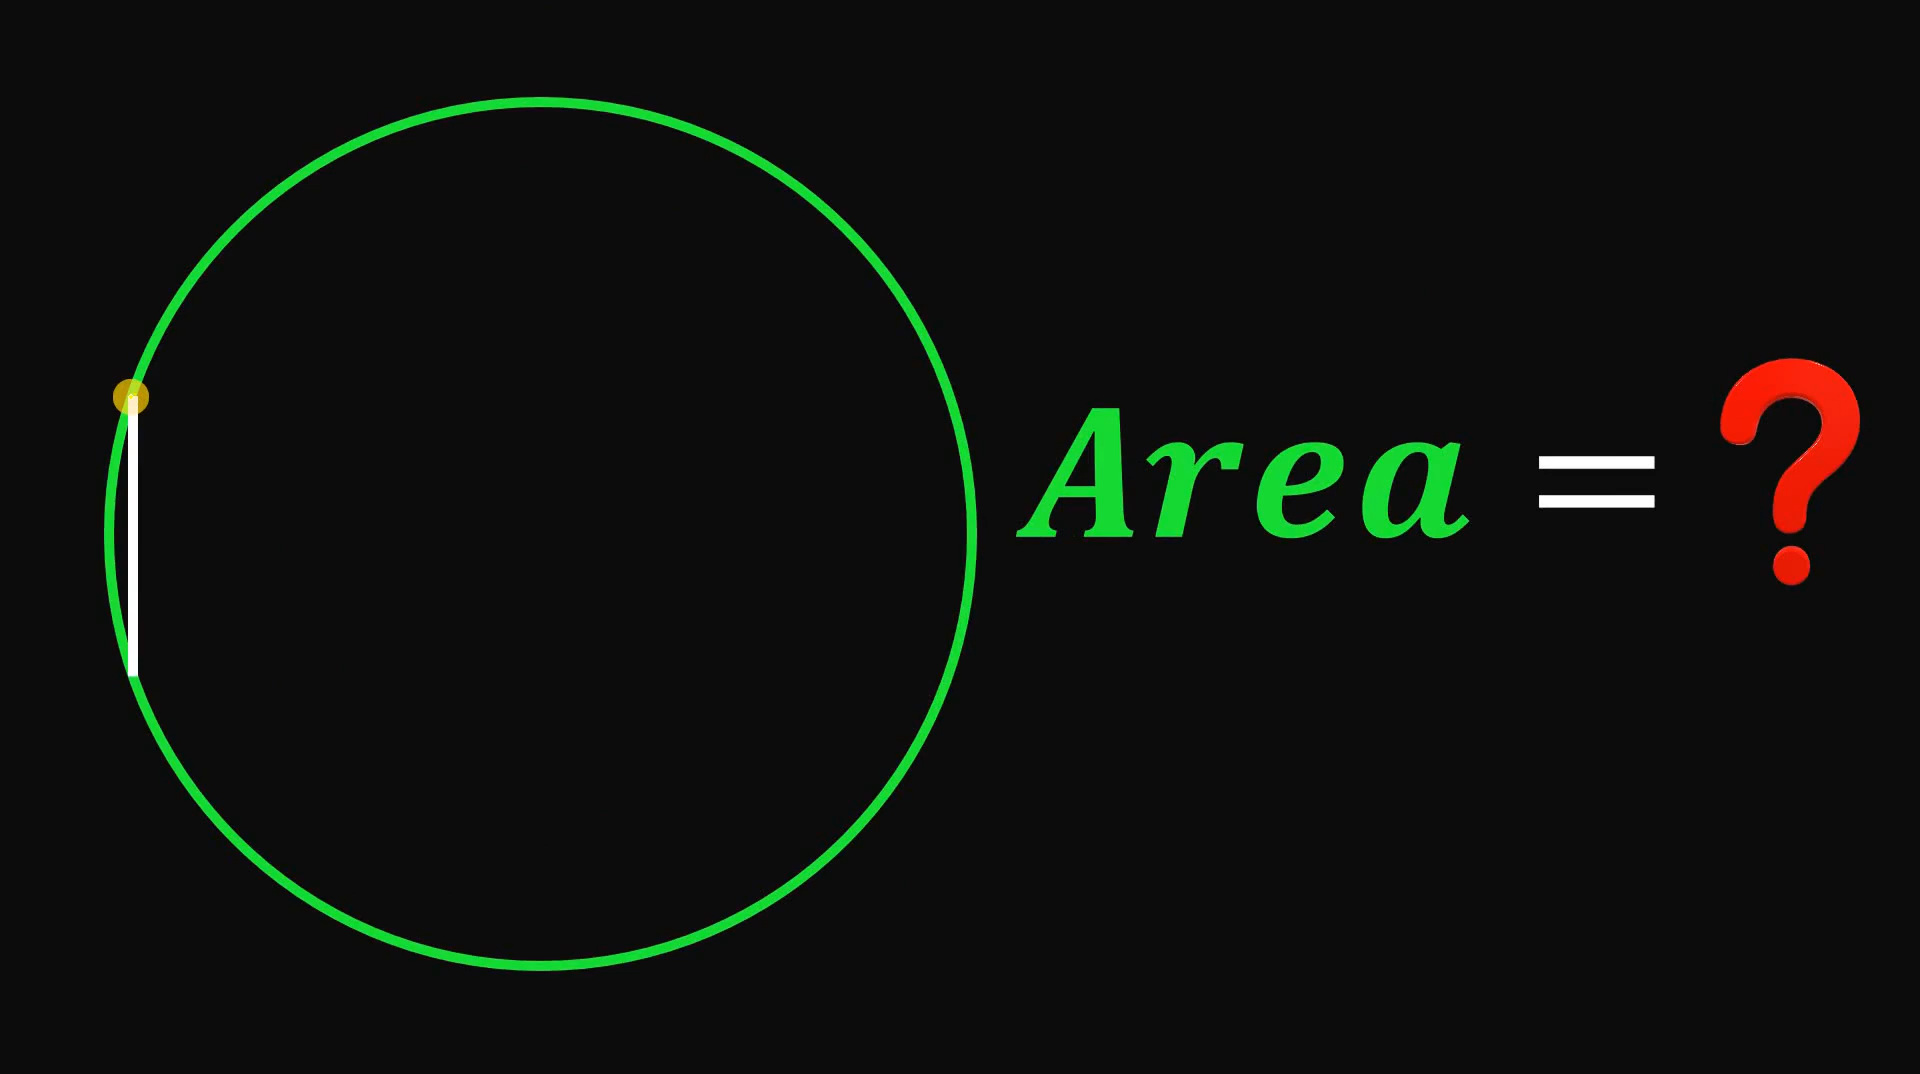 Area = ❓